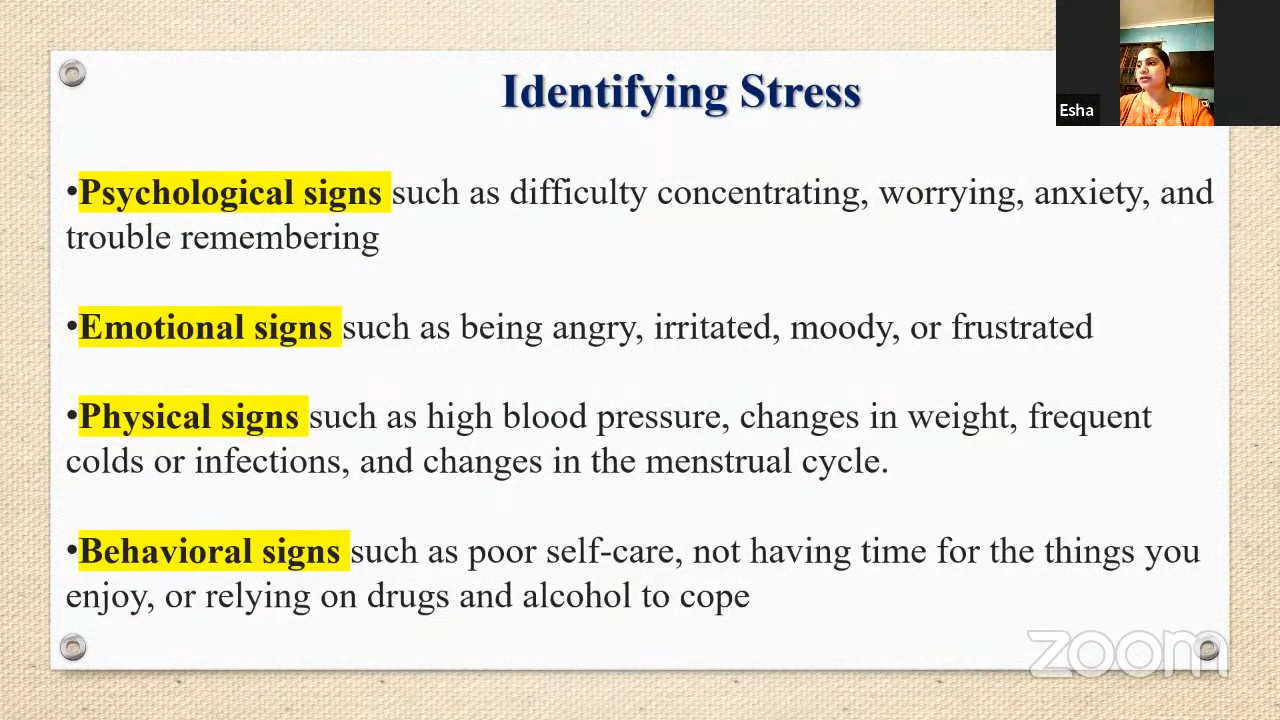 Identifying Stress
Esha
•Psychological signs such as difficulty concentrating, worrying, anxiety, and
trouble remembering
•Emotional signs such as being angry, irritated, moody, or frustrated
•Physical signs such as high blood pressure, changes in weight, frequent
colds or infections, and changes in the menstrual cycle.
•Behavioral signs such as poor self-care, not having time for the things you
enjoy, or relying on drugs and alcohol to cope
zoom